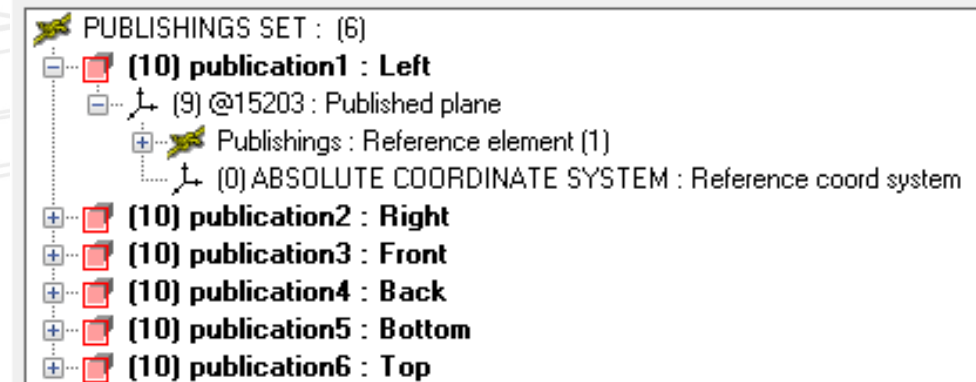 PUBLISHINGS SET : (6)
(10) publication1 : Left
(9) @15203 : Published plane
Publishings : Reference element (1)
(0) ABSOLUTE COORDINATE SYSTEM : Reference coord system
(10) publication2 : Right
(10) publication3 : Front
(10) publication4 : Back
(10) publication5 : Bottom
(10) publication6 : Top